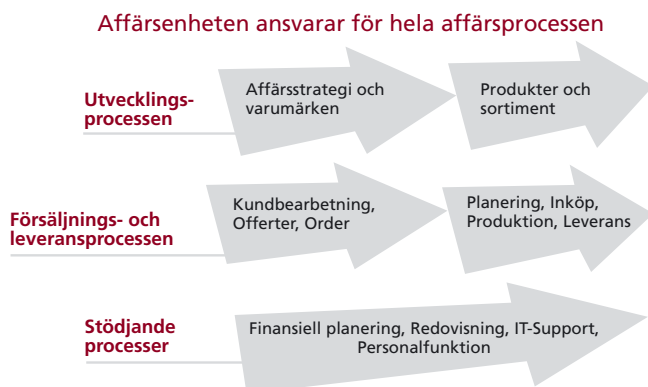 Affärsenheten ansvarar för hela affärsprocessen
Utvecklings-
processen
Affärsstrategi och
varumärken
Produkter och
sortiment
Försäljnings- och
leveransprocessen
Kundbearbetning,
Offerter, Order
Planering, Inköp,
Produktion, Leverans
Stödjande
processer
Finansiell planering, Redovisning, IT-Support,
Personalfunktion